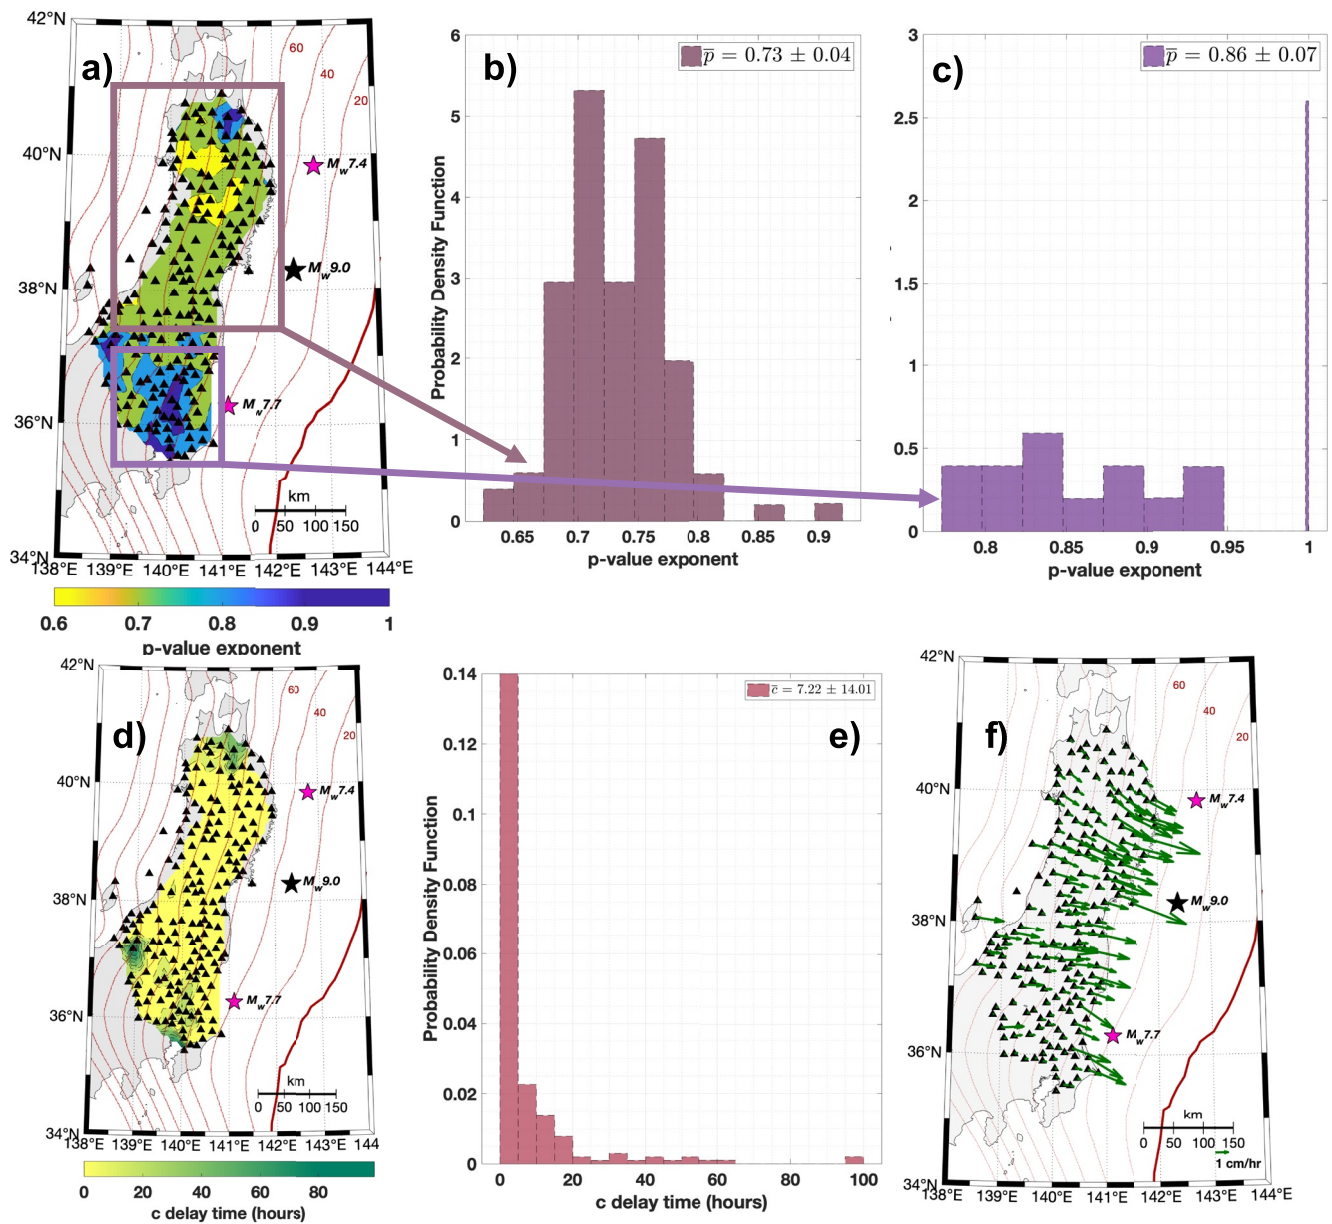 a)
42°N
40°N
38°N
36°N
34°N
138°E 139°E 140°E 141°E 142°E 143°E 144°E
60
40
20
Mw7.4
Mw9.0
Mw7.7
km
0 50 100 150
0.6 0.7 0.8 0.9 1
p-value exponent
b)
p̅ = 0.73 ± 0.04
Probability Density Function
6
5
4
3
2
1
0
0.65 0.7 0.75 0.8 0.85 0.9
p-value exponent
c)
p̅ = 0.86 ± 0.07
3
2.5
2
1.5
1
0.5
0
0.8 0.85 0.9 0.95 1
p-value exponent
d)
42°N
40°N
38°N
36°N
34°N
138°E 139°E 140°E 141°E 142°E 143°E 144
60
40
20
Mw7.4
Mw9.0
Mw7.7
km
0 50 100 150
0 20 40 60 80
c delay time (hours)
e)
c̅ = 7.22 ± 14.01
Probability Density Function
0.14
0.12
0.1
0.08
0.06
0.04
0.02
0
0 20 40 60 80 100
c delay time (hours)
f)
42°N
40°N
38°N
36°N
34°N
138°E 139°E 140°E 141°E 142°E 143°E 144°E
60
40
20
Mw7.4
Mw9.0
Mw7.7
km
0 50 100 150
1 cm/hr